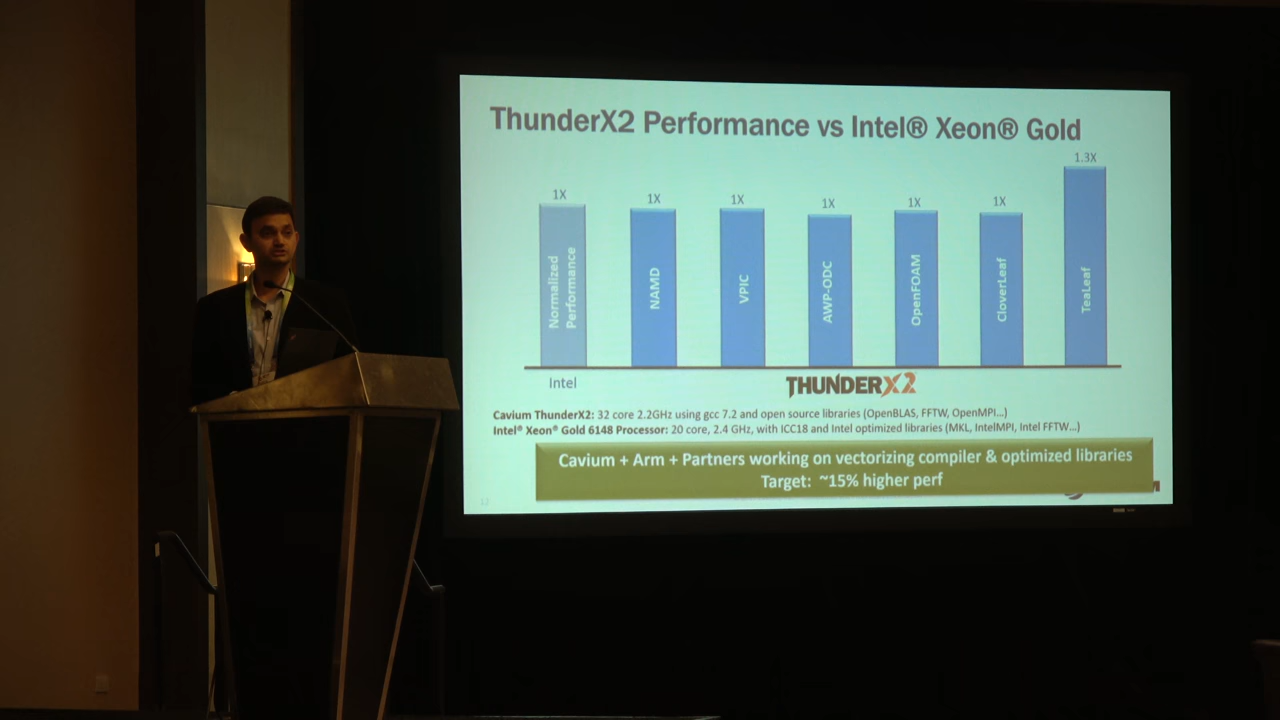 ThunderX2 Performance vs Intel® Xeon® Gold
1X
1X
1X
1X
1X
1X
1.3X
Normalized
Performance
NAMD
VPIC
AWP-ODC
OpenFOAM
CloverLeaf
TeaLeaf
Intel
THUNDERX2
Cavium ThunderX2: 32 core 2.2GHz using gcc 7.2 and open source libraries (OpenBLAS, FFTW, OpenMPI...)
Intel® Xeon® Gold 6148 Processor: 20 core, 2.4 GHz, with ICC18 and Intel optimized libraries (MKL, IntelMPI, Intel FFTW...)
Cavium + Arm + Partners working on vectorizing compiler & optimized libraries
Target: ~15% higher perf